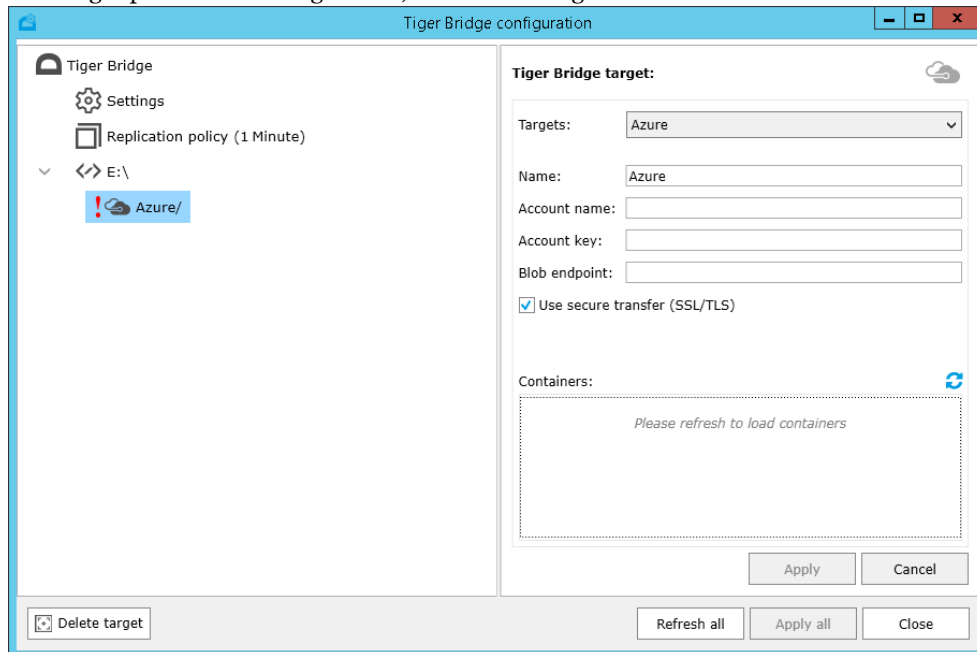 Tiger Bridge configuration
Tiger Bridge
Settings
Replication policy (1 Minute)
E:\
! Azure/
Delete target
Tiger Bridge target:
Targets: Azure
Name: Azure
Account name:
Account key:
Blob endpoint:
Use secure transfer (SSL/TLS)
Containers:
Please refresh to load containers
Apply Cancel
Refresh all Apply all Close